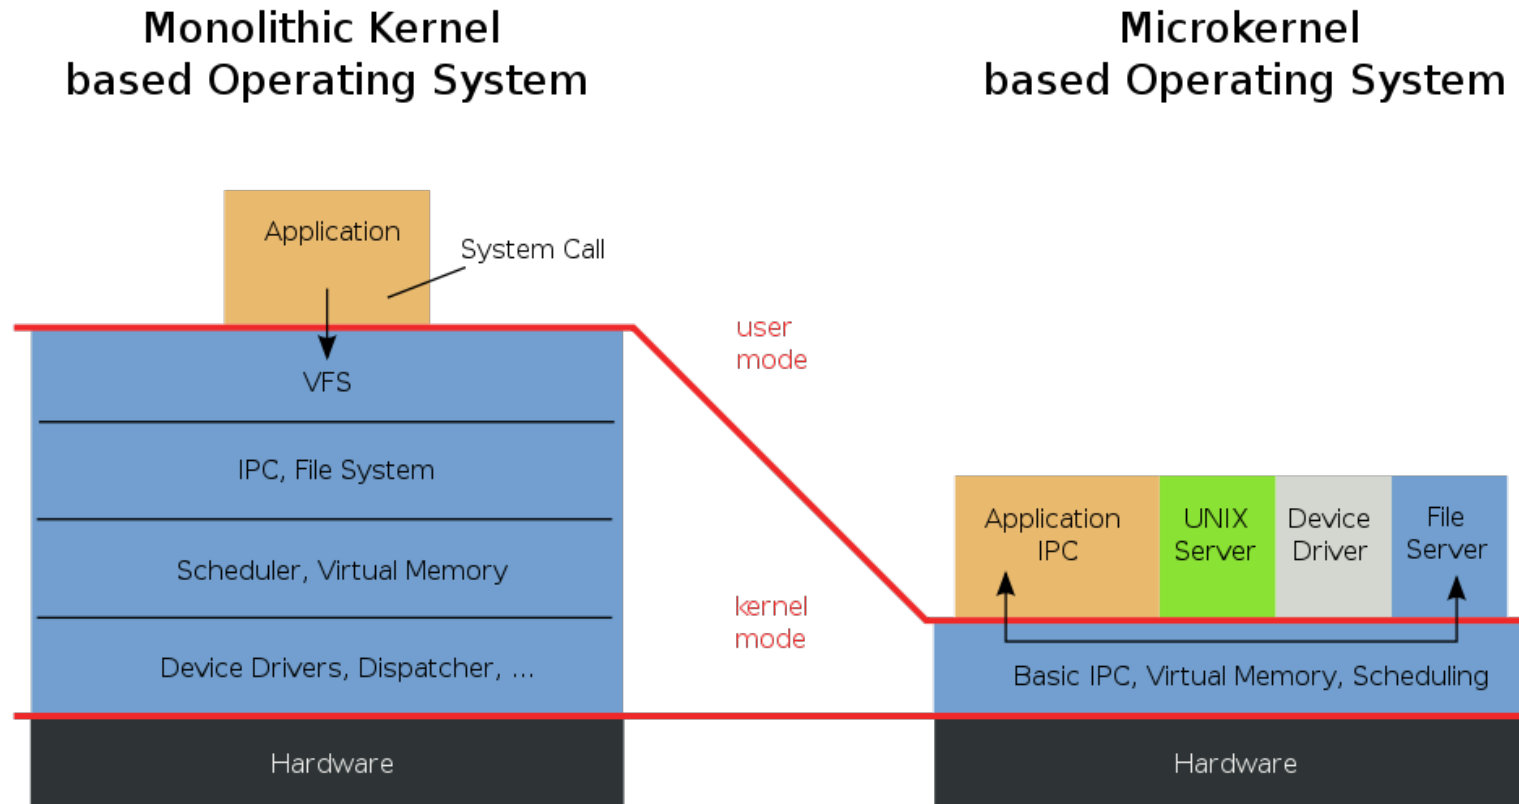 Monolithic Kernel
based Operating System
Microkernel
based Operating System
Application
System Call
user
mode
VFS
IPC, File System
Scheduler, Virtual Memory
kernel
mode
Device Drivers, Dispatcher, ...
Hardware
Application
IPC
UNIX
Server
Device
Driver
File
Server
Basic IPC, Virtual Memory, Scheduling
Hardware